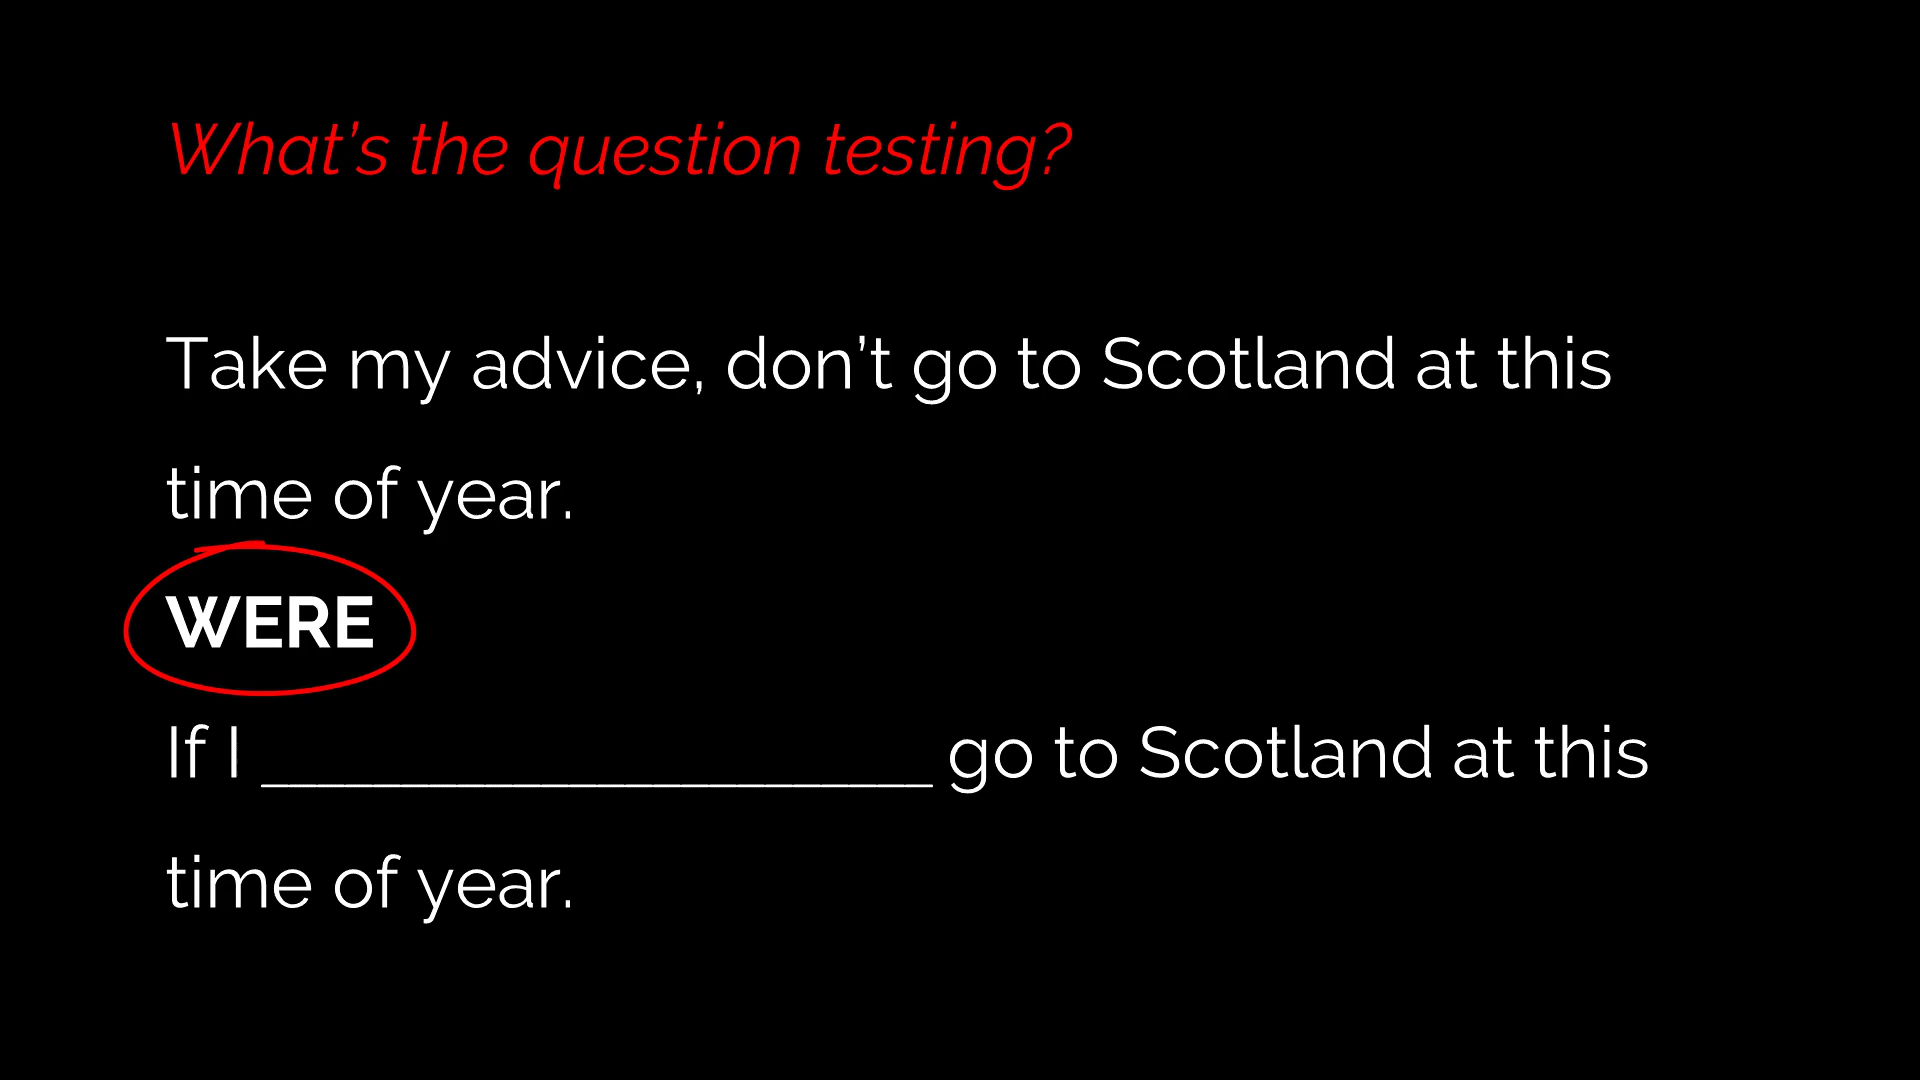 What's the question testing?
Take my advice, don't go to Scotland at this
time of year.
WERE
If I ________________________ go to Scotland at this
time of year.